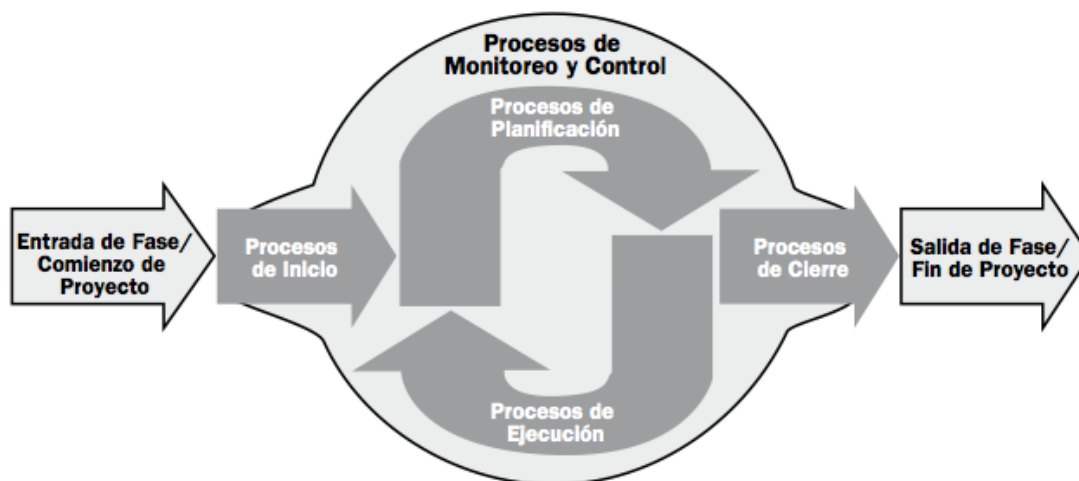 Procesos de
Monitoreo y Control
Procesos de
Planificación
Entrada de Fase/
Comienzo de
Proyecto
Procesos
de Inicio
Procesos
de Cierre
Salida de Fase/
Fin de Proyecto
Procesos de
Ejecución